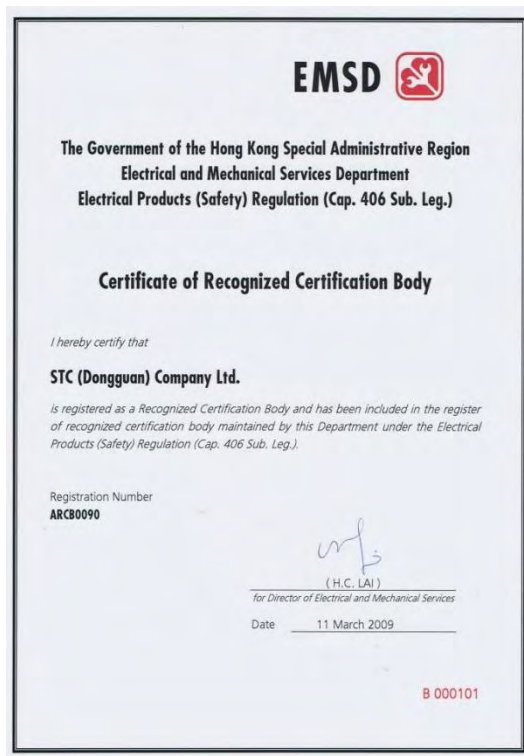 EMSD
The Government of the Hong Kong Special Administrative Region
Electrical and Mechanical Services Department
Electrical Products (Safety) Regulation (Cap. 406 Sub. Leg.)
Certificate of Recognized Certification Body
I hereby certify that
STC (Dongguan) Company Ltd.
is registered as a Recognized Certification Body and has been included in the register
of recognized certification body maintained by this Department under the Electrical
Products (Safety) Regulation (Cap. 406 Sub. Leg.).
Registration Number
ARCB0090
( H.C. LAI )
for Director of Electrical and Mechanical Services
Date 11 March 2009
B 000101